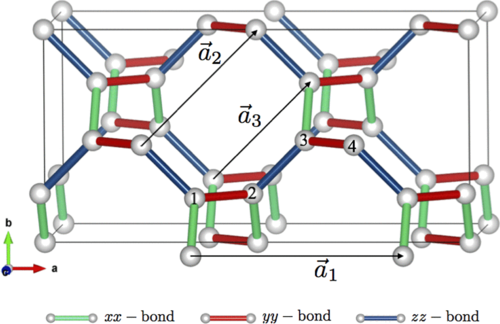 a⃗₂
a⃗₃
3 4
1 2
b
a⃗₁
c a
xx − bond yy − bond zz − bond